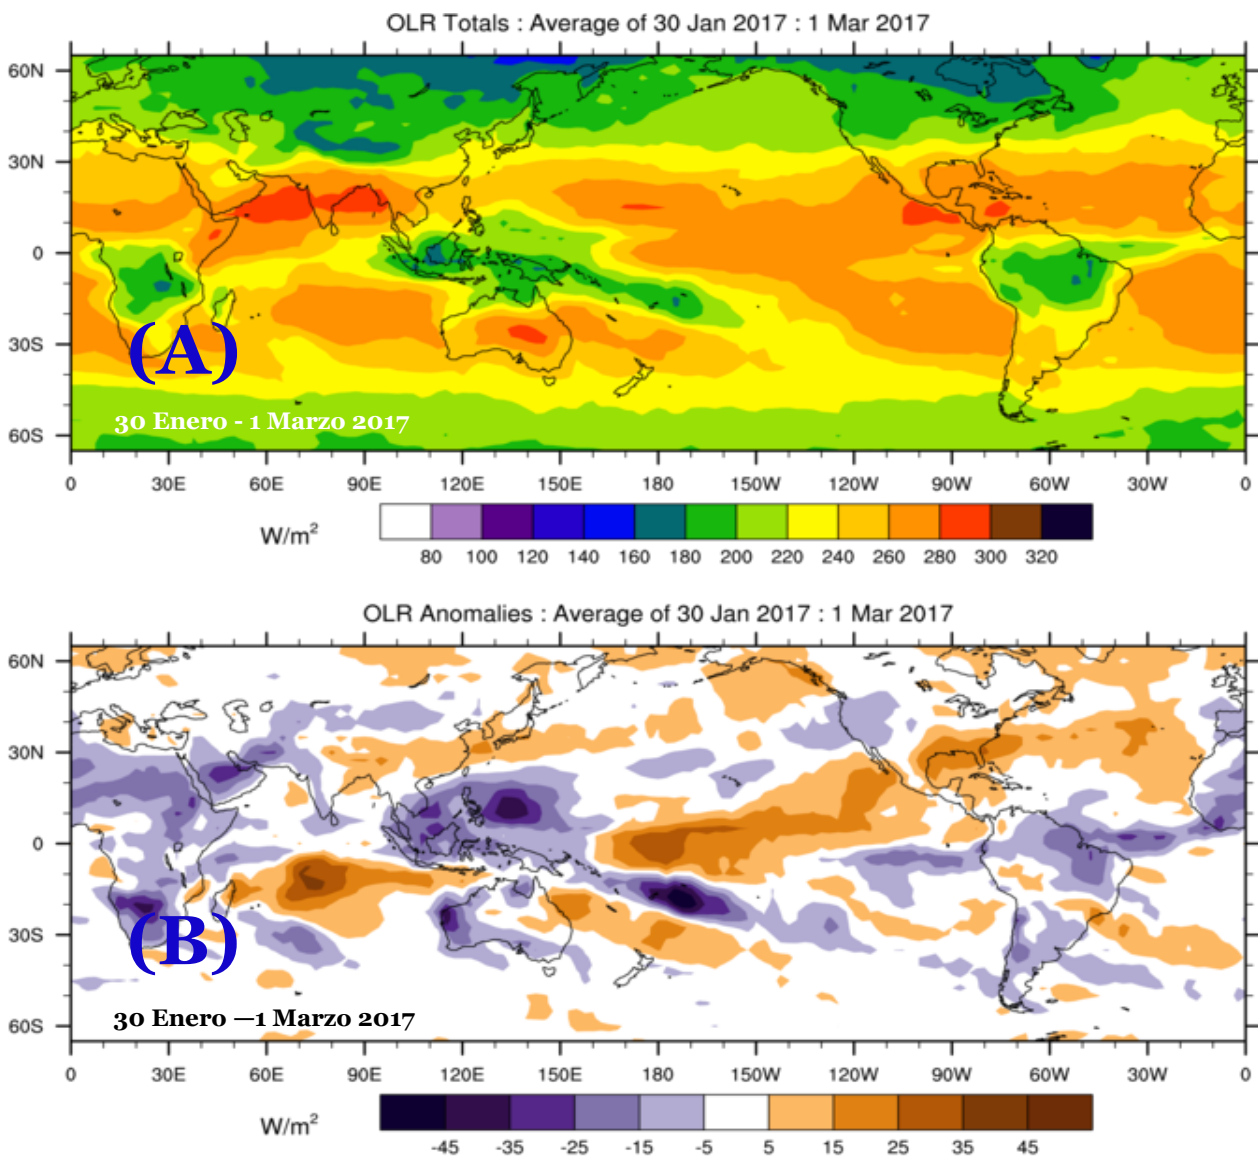 OLR Totals : Average of 30 Jan 2017 : 1 Mar 2017
60N
30N
0
30S
60S
(A)
30 Enero - 1 Marzo 2017
0 30E 60E 90E 120E 150E 180 150W 120W 90W 60W 30W 0
W/m²
80 100 120 140 160 180 200 220 240 260 280 300 320
OLR Anomalies : Average of 30 Jan 2017 : 1 Mar 2017
60N
30N
0
30S
60S
(B)
30 Enero —1 Marzo 2017
0 30E 60E 90E 120E 150E 180 150W 120W 90W 60W 30W 0
W/m²
-45 -35 -25 -15 -5 5 15 25 35 45